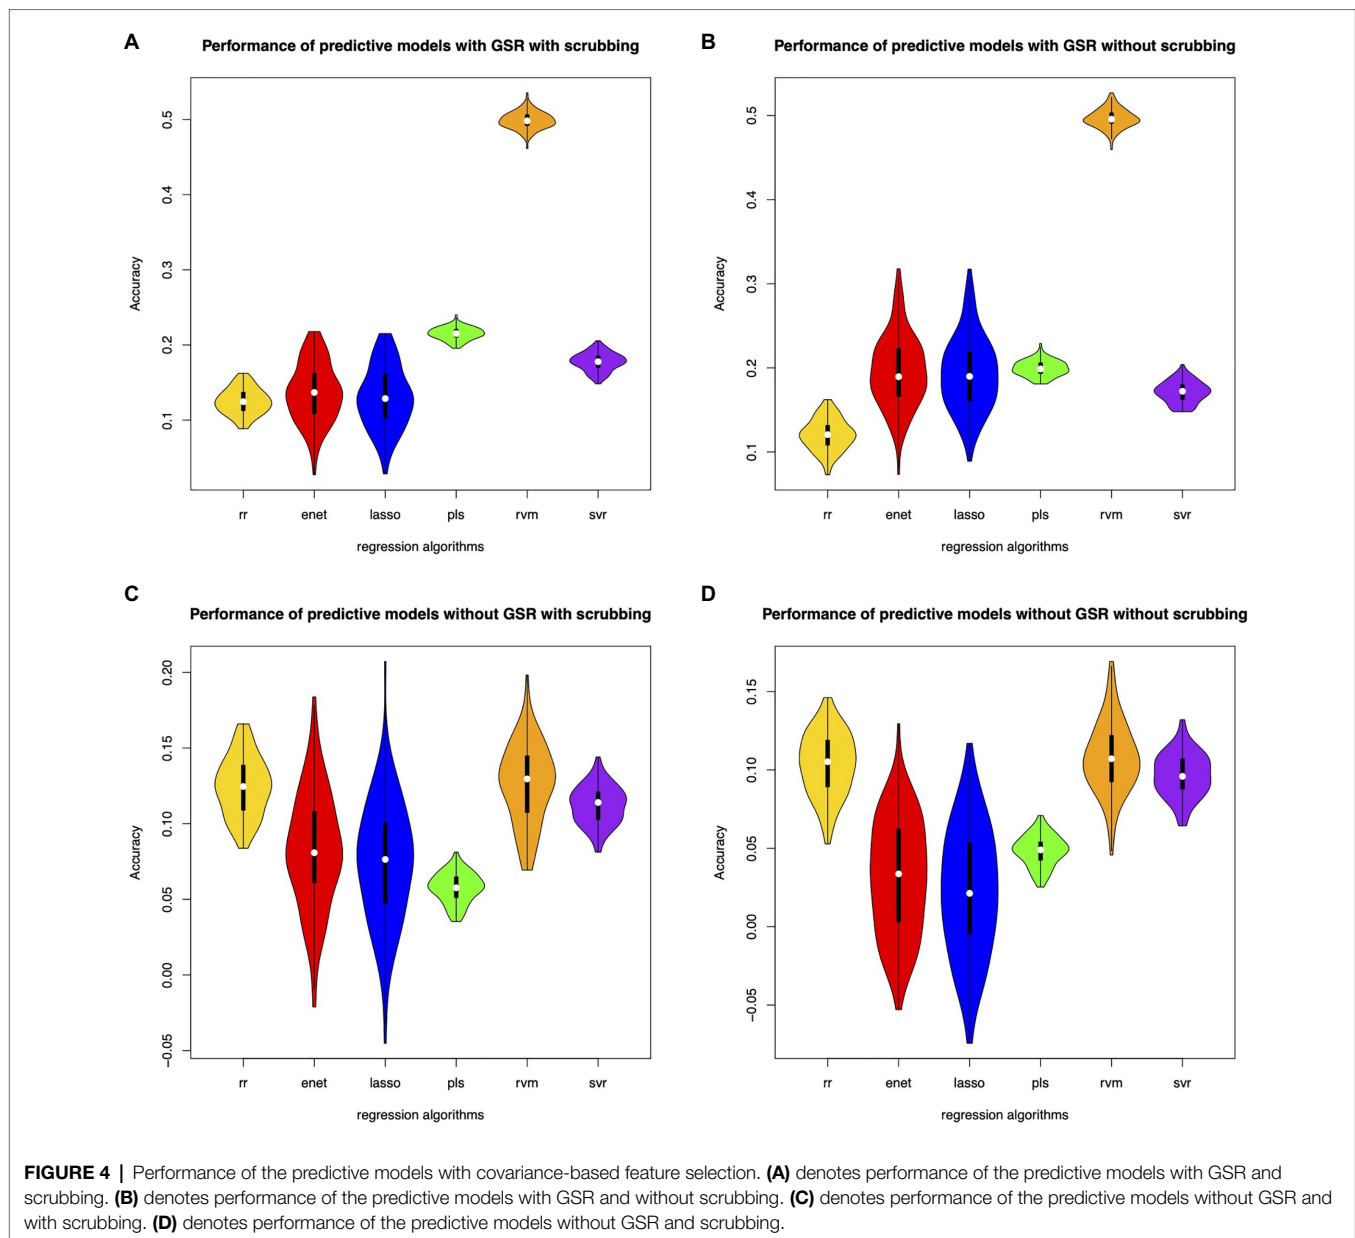 A
Performance of predictive models with GSR with scrubbing
Accuracy
0.5
0.4
0.3
0.2
0.1
rr enet lasso pls rvm svr
regression algorithms
B
Performance of predictive models with GSR without scrubbing
Accuracy
0.5
0.4
0.3
0.2
0.1
rr enet lasso pls rvm svr
regression algorithms
C
Performance of predictive models without GSR with scrubbing
Accuracy
0.20
0.15
0.10
0.05
0.00
−0.05
rr enet lasso pls rvm svr
regression algorithms
D
Performance of predictive models without GSR without scrubbing
Accuracy
0.15
0.10
0.05
0.00
−0.05
rr enet lasso pls rvm svr
regression algorithms
FIGURE 4 | Performance of the predictive models with covariance-based feature selection. (A) denotes performance of the predictive models with GSR and
scrubbing. (B) denotes performance of the predictive models with GSR and without scrubbing. (C) denotes performance of the predictive models without GSR and
with scrubbing. (D) denotes performance of the predictive models without GSR and scrubbing.